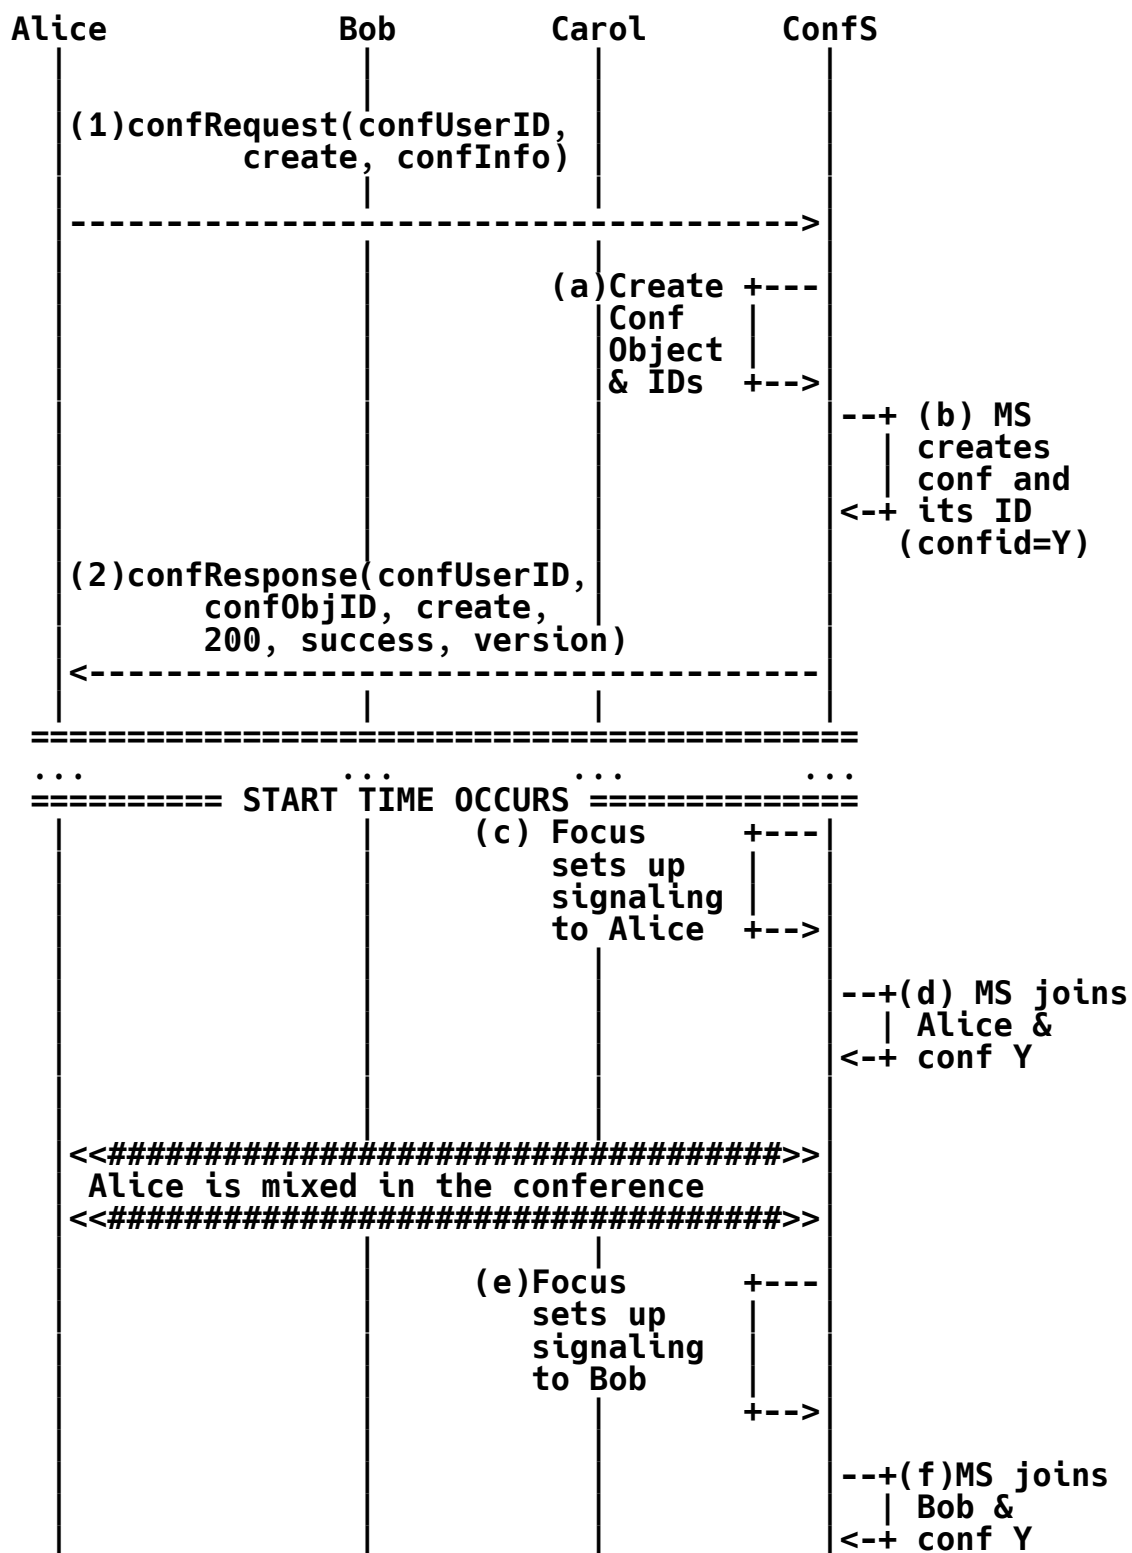 Alice Bob Carol ConfS
(1)confRequest(confUserID,
create, confInfo)
------------------------------------->
(a)Create +---
Conf |
Object |
& IDs +-->
--+ (b) MS
| creates
| conf and
<-+ its ID
(confid=Y)
(2)confResponse(confUserID,
confObjID, create,
200, success, version)
<--------------------------------------
===========================================
... ... ... ...
========== START TIME OCCURS ==============
(c) Focus +---
sets up |
signaling |
to Alice +-->
--+(d) MS joins
| Alice &
<-+ conf Y
<<###################################>>
Alice is mixed in the conference
<<###################################>>
(e)Focus +---
sets up |
signaling |
to Bob |
+-->
--+(f)MS joins
| Bob &
<-+ conf Y